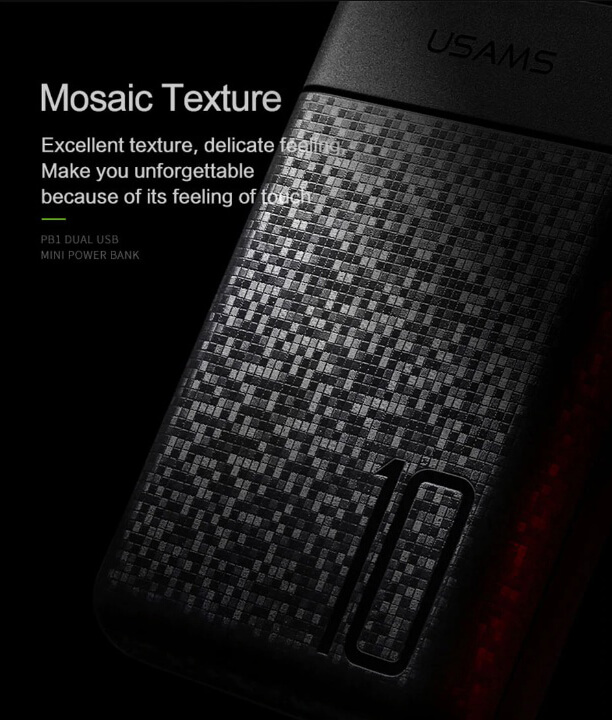 USAMS
Mosaic Texture
Excellent texture, delicate feeling,
Make you unforgettable
because of its feeling of touch
PB1 DUAL USB
MINI POWER BANK
10